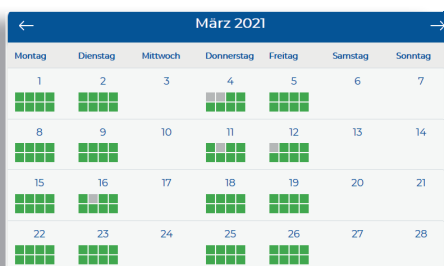 ← März 2021 →
Montag Dienstag Mittwoch Donnerstag Freitag Samstag Sonntag
1 2 3 4 5 6 7
8 9 10 11 12 13 14
15 16 17 18 19 20 21
22 23 24 25 26 27 28